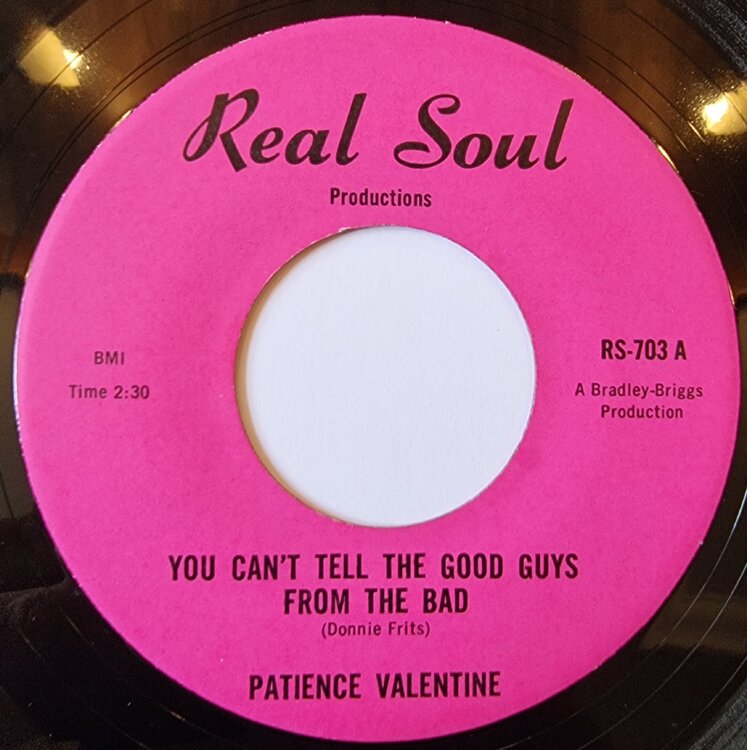 Real Soul
Productions
BMI
Time 2:30
RS-703 A
A Bradley-Briggs
Production
YOU CAN'T TELL THE GOOD GUYS
FROM THE BAD
(Donnie Frits)
PATIENCE VALENTINE